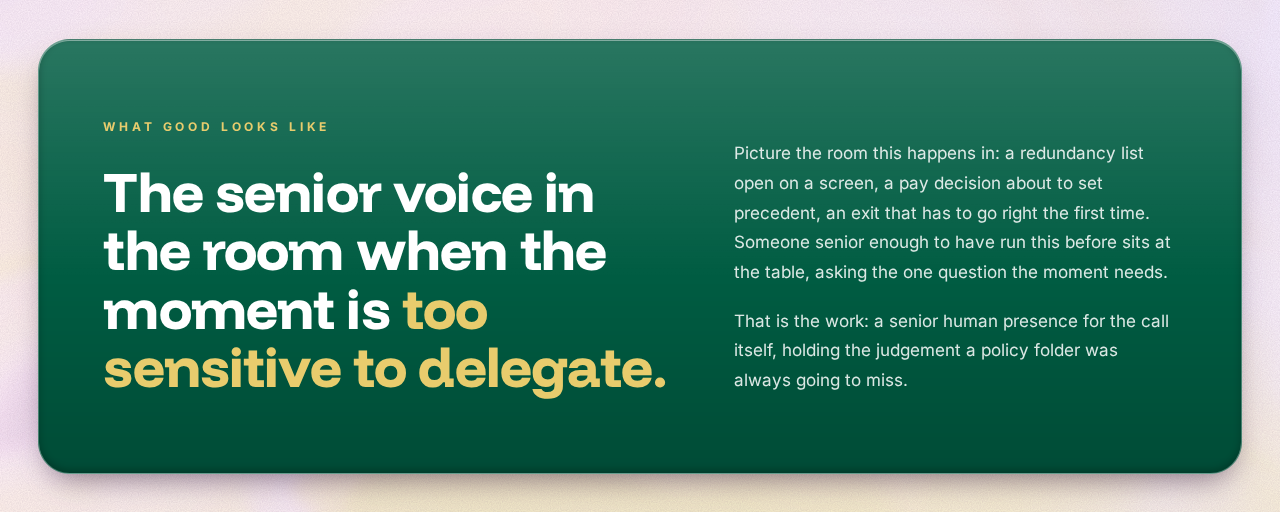 WHAT GOOD LOOKS LIKE
The senior voice in
the room when the
moment is too
sensitive to delegate.
Picture the room this happens in: a redundancy list
open on a screen, a pay decision about to set
precedent, an exit that has to go right the first time.
Someone senior enough to have run this before sits at
the table, asking the one question the moment needs.
That is the work: a senior human presence for the call
itself, holding the judgement a policy folder was
always going to miss.